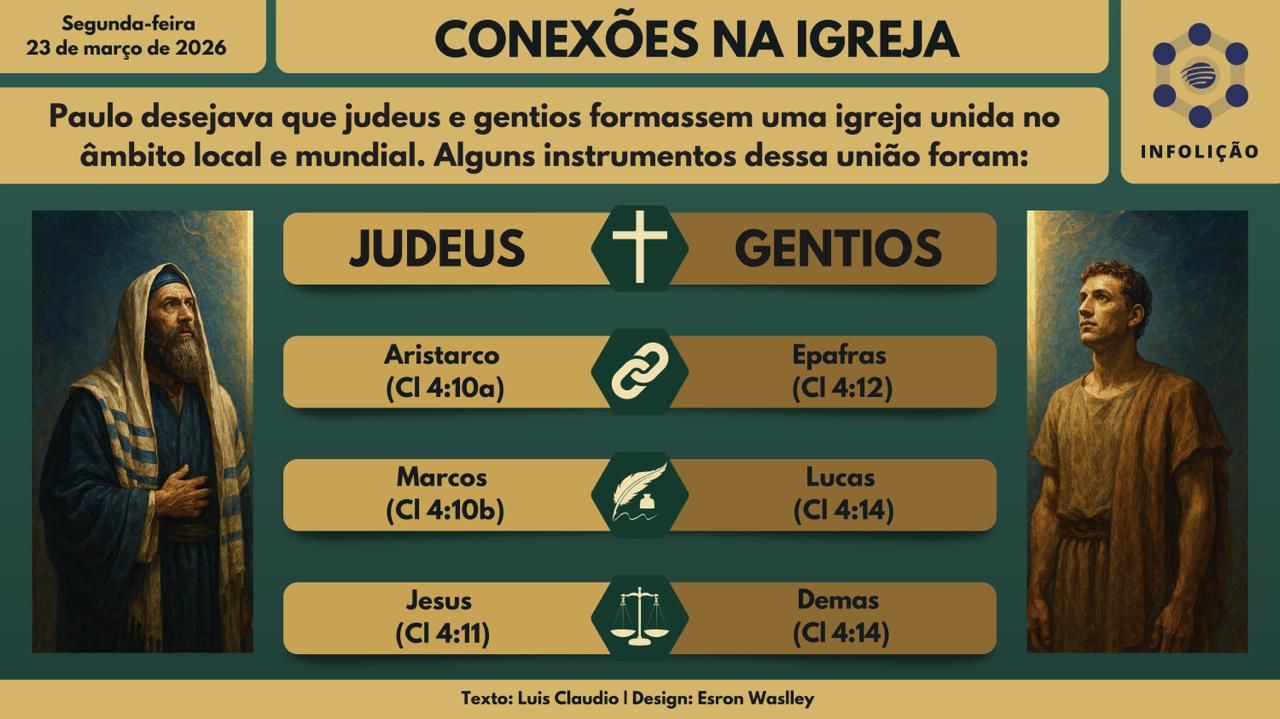 Segunda-feira
23 de março de 2026
CONEXÕES NA IGREJA
INFOLIÇÃO
Paulo desejava que judeus e gentios formassem uma igreja unida no
âmbito local e mundial. Alguns instrumentos dessa união foram:
JUDEUS
GENTIOS
Aristarco
(Cl 4:10a)
Epafras
(Cl 4:12)
Marcos
(Cl 4:10b)
Lucas
(Cl 4:14)
Jesus
(Cl 4:11)
Demas
(Cl 4:14)
Texto: Luis Claudio | Design: Esron Waslley